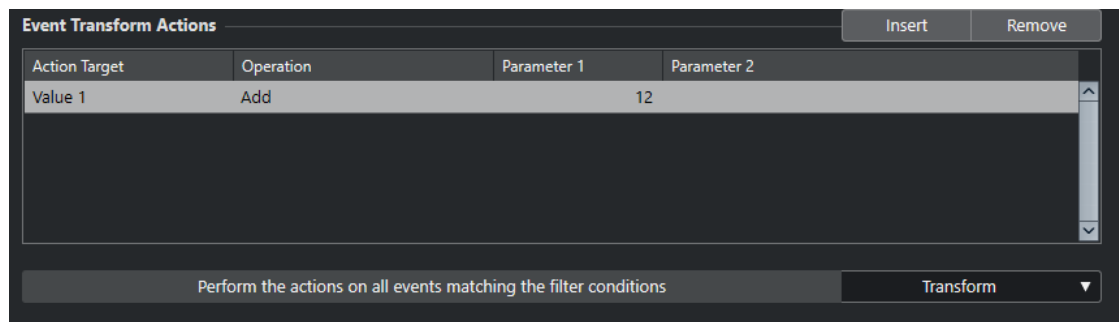 Event Transform Actions Insert Remove
Action Target Operation Parameter 1 Parameter 2
Value 1 Add 12
Perform the actions on all events matching the filter conditions Transform